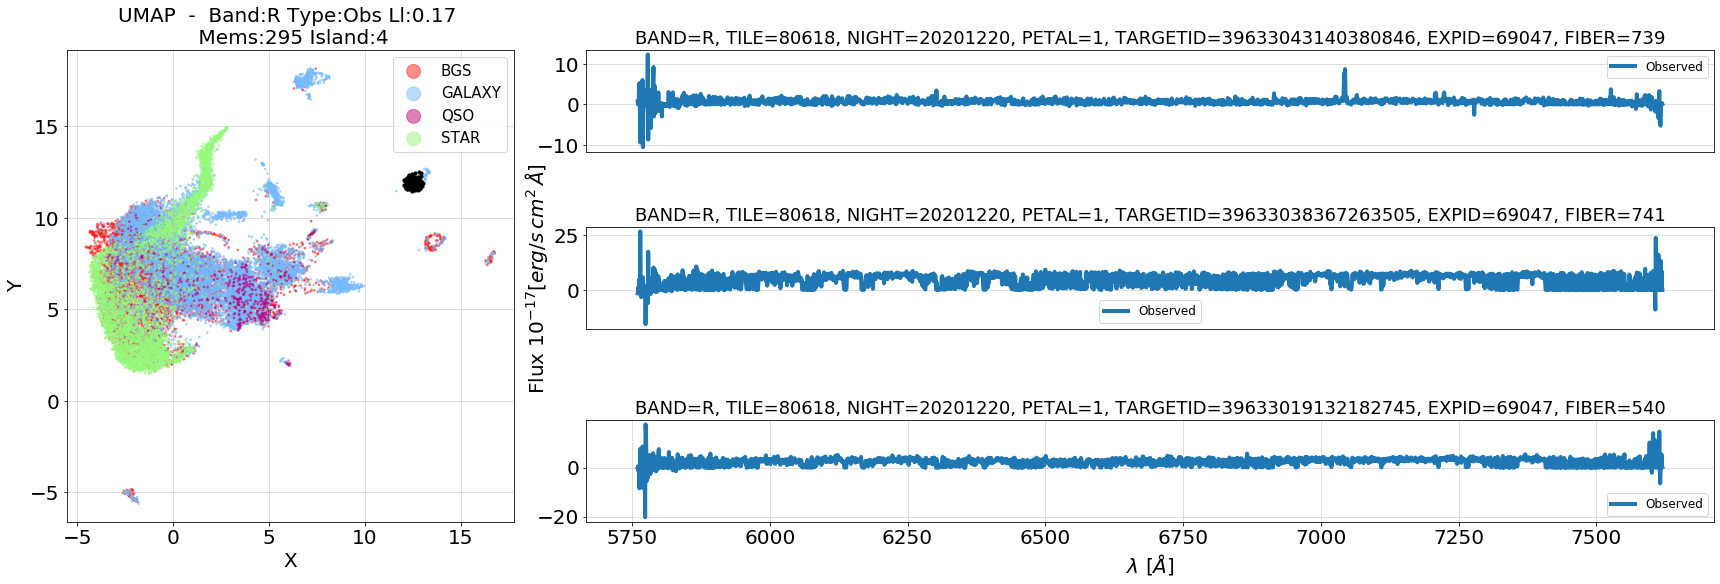 UMAP - Band:R Type:Obs Ll:0.17
Mems:295 Island:4
BGS
GALAXY
QSO
STAR
15
10
5
0
−5
Y
−5 0 5 10 15
X
Flux 10⁻¹⁷[erg/s cm² Å]
BAND=R, TILE=80618, NIGHT=20201220, PETAL=1, TARGETID=39633043140380846, EXPID=69047, FIBER=739
10
0
−10
Observed
BAND=R, TILE=80618, NIGHT=20201220, PETAL=1, TARGETID=39633038367263505, EXPID=69047, FIBER=741
25
0
Observed
BAND=R, TILE=80618, NIGHT=20201220, PETAL=1, TARGETID=39633019132182745, EXPID=69047, FIBER=540
0
−20
Observed
5750 6000 6250 6500 6750 7000 7250 7500
λ [Å]